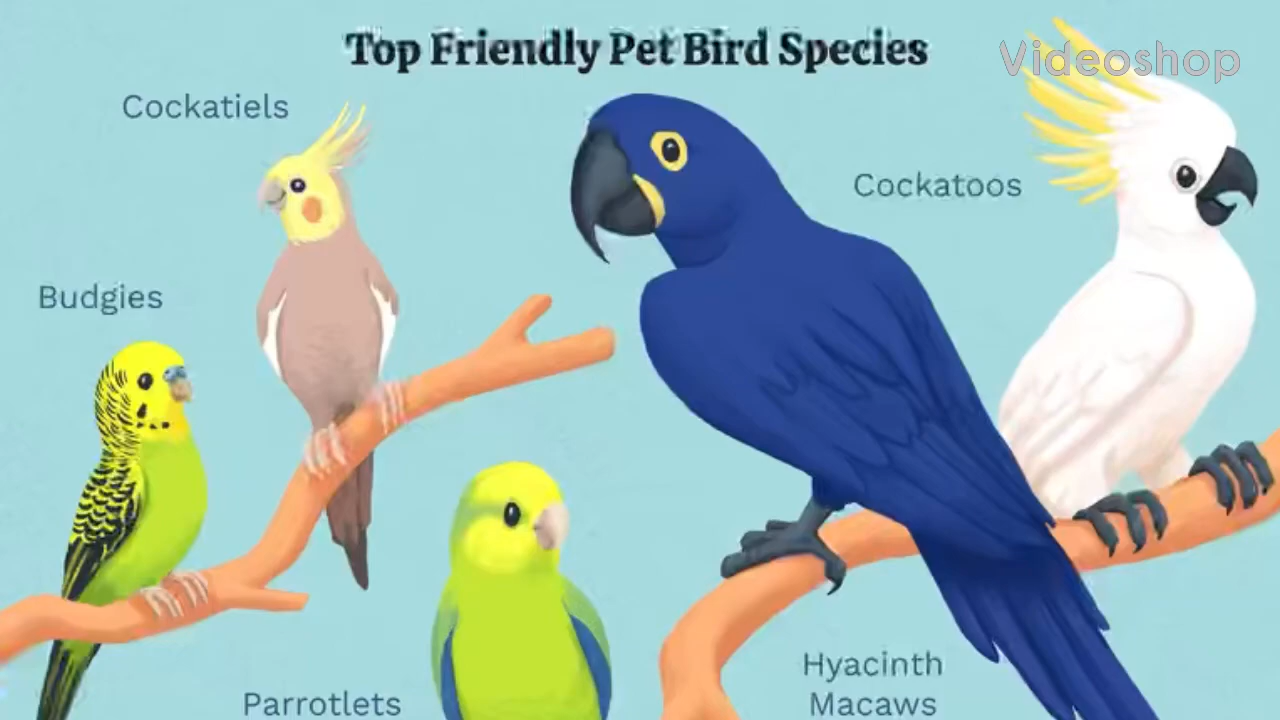 Top Friendly Pet Bird Species
Videoshop
Cockatiels
Cockatoos
Budgies
Hyacinth
Macaws
Parrotlets